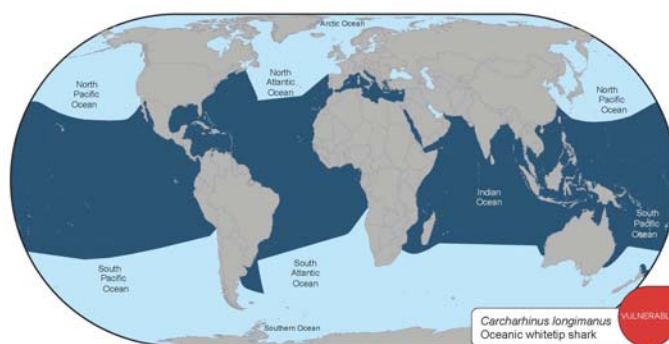 Arctic Ocean
North
Pacific
Ocean
North
Atlantic
Ocean
North
Pacific
Ocean
Indian
Ocean
South
Pacific
Ocean
South
Pacific
Ocean
South
Atlantic
Ocean
Southern Ocean
Carcharhinus longimanus
Oceanic whitetip shark
VULNERABL